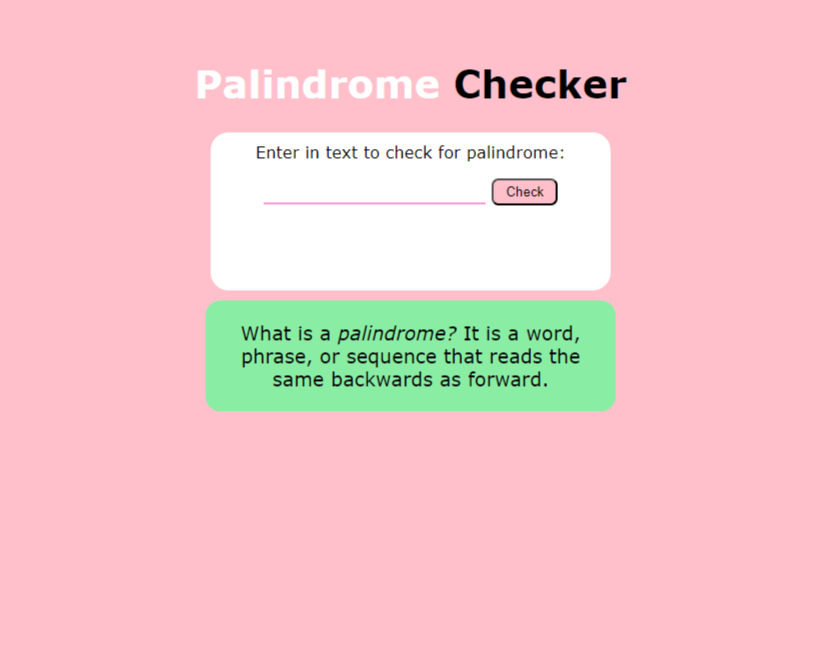 Palindrome Checker
Enter in text to check for palindrome:
Check
What is a palindrome? It is a word,
phrase, or sequence that reads the
same backwards as forward.